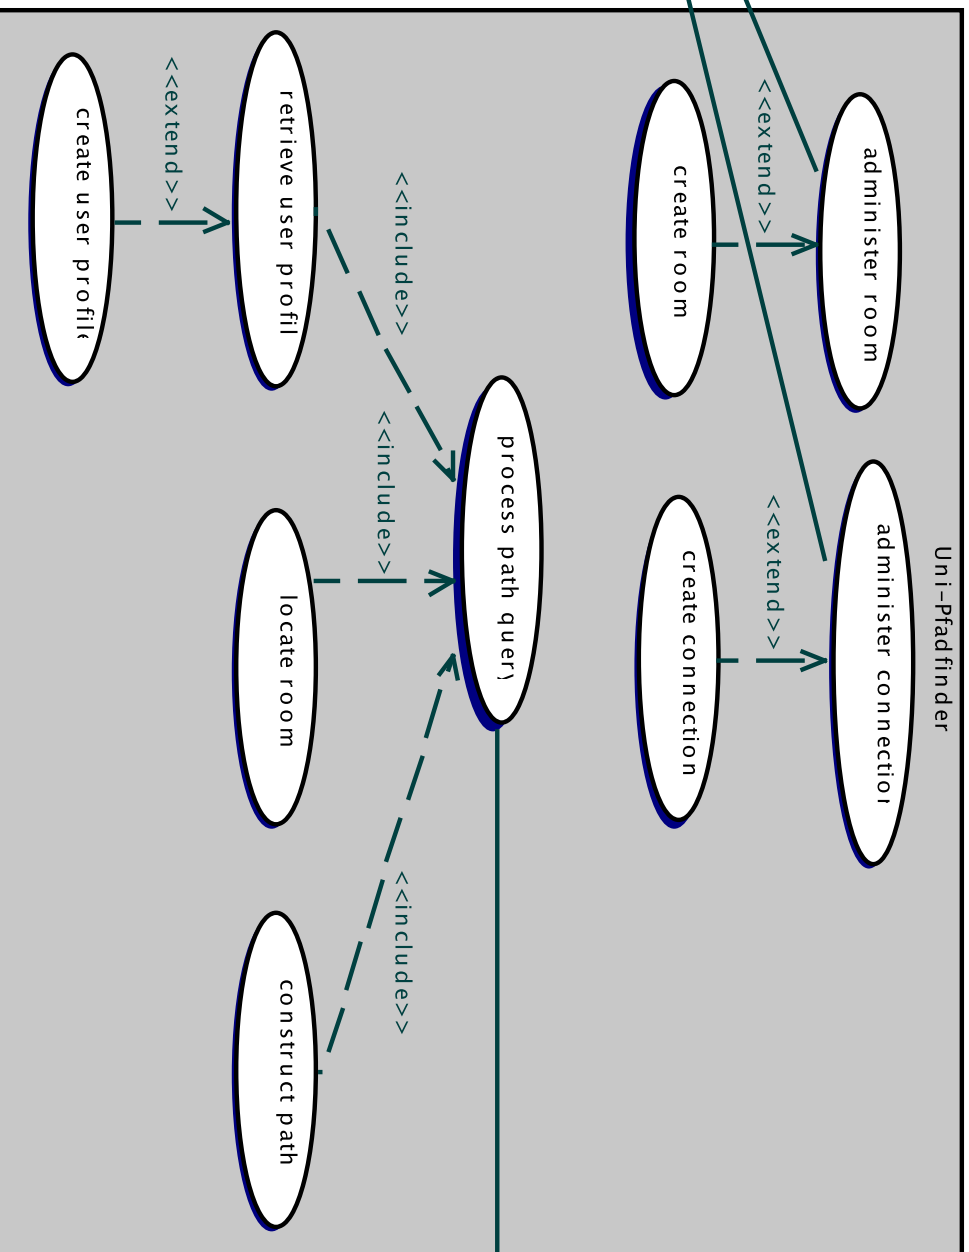 Uni-Pfadfinder
administer room
administer connection
<<extend>>
<<extend>>
create room
create connection
process path query
<<include>>
<<include>>
<<include>>
retrieve user profil
locate room
construct path
<<extend>>
create user profile